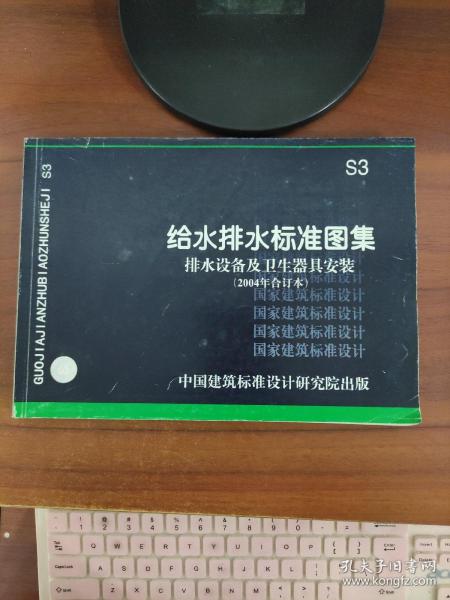 S3
给水排水标准图集
排水设备及卫生器具安装
(2004年合订本)
国家建筑标准设计
国家建筑标准设计
国家建筑标准设计
国家建筑标准设计
中国建筑标准设计研究院出版
GUOJIAJIANZHUBIAOZHUNSHEJI S3
孔夫子旧书网
www.kongfz.com